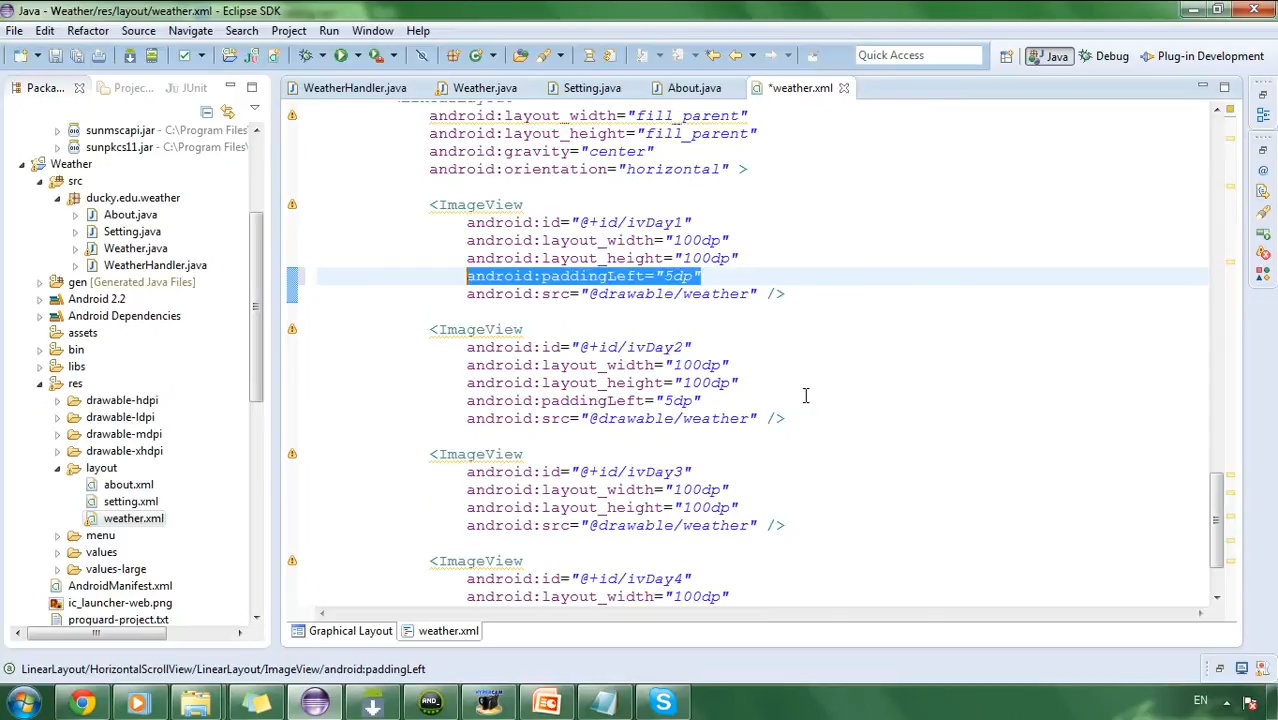 Java - Weather/res/layout/weather.xml - Eclipse SDK
File Edit Refactor Source Navigate Search Project Run Window Help
Quick Access Java Debug Plug-in Development
Packa... Projec... JUnit
WeatherHandler.java Weather.java Setting.java About.java *weather.xml
sunmscapi.jar - C:\Program Files
sunpkcs11.jar - C:\Program Files\
Weather
src
ducky.edu.weather
About.java
Setting.java
Weather.java
WeatherHandler.java
gen [Generated Java Files]
Android 2.2
Android Dependencies
assets
bin
libs
res
drawable-hdpi
drawable-ldpi
drawable-mdpi
drawable-xhdpi
layout
about.xml
setting.xml
weather.xml
menu
values
values-large
AndroidManifest.xml
ic_launcher-web.png
proguard-project.txt
android:layout_width="fill_parent"
android:layout_height="fill_parent"
android:gravity="center"
android:orientation="horizontal" >
<ImageView
android:id="@+id/ivDay1"
android:layout_width="100dp"
android:layout_height="100dp"
android:paddingLeft="5dp"
android:src="@drawable/weather" />
<ImageView
android:id="@+id/ivDay2"
android:layout_width="100dp"
android:layout_height="100dp"
android:paddingLeft="5dp"
android:src="@drawable/weather" />
<ImageView
android:id="@+id/ivDay3"
android:layout_width="100dp"
android:layout_height="100dp"
android:src="@drawable/weather" />
<ImageView
android:id="@+id/ivDay4"
android:layout_width="100dp"
Graphical Layout weather.xml
LinearLayout/HorizontalScrollView/LinearLayout/ImageView/android:paddingLeft
EN